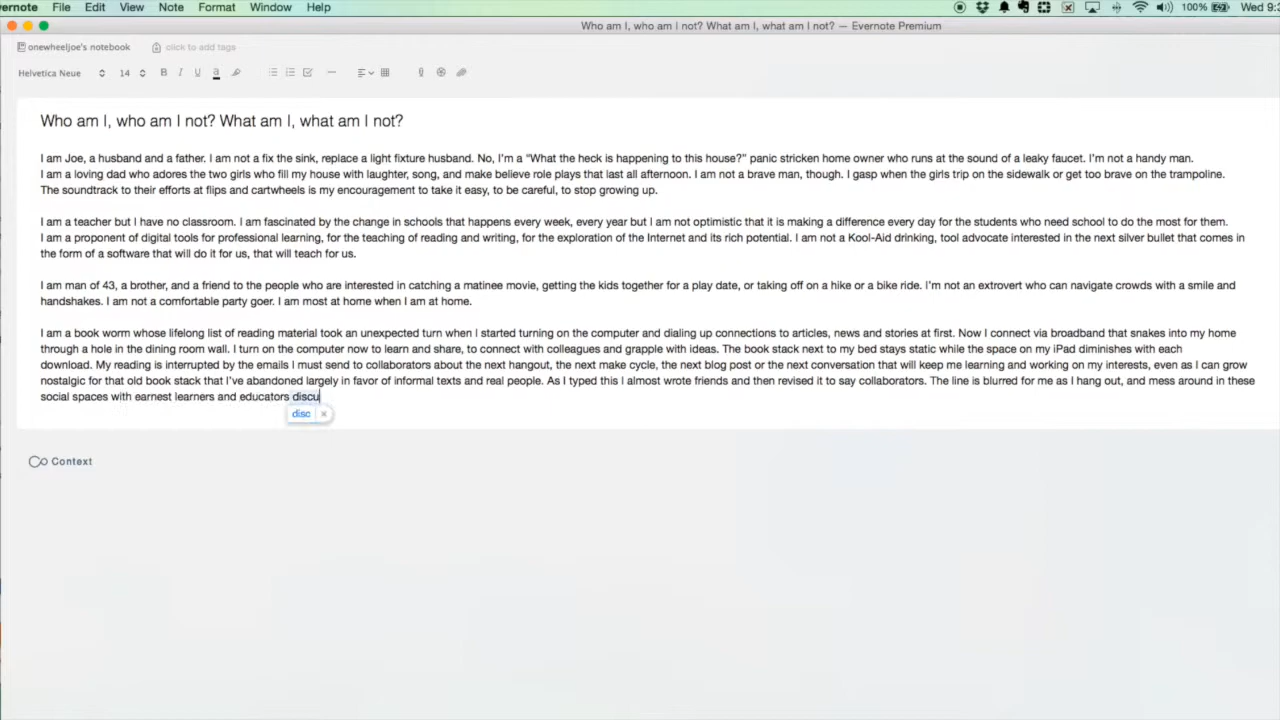 vernote File Edit View Note Format Window Help 100% Wed 9:
Who am I, who am I not? What am I, what am I not? — Evernote Premium
onewheeljoe's notebook click to add tags
Helvetica Neue 14 B I U a
Who am I, who am I not? What am I, what am I not?
I am Joe, a husband and a father. I am not a fix the sink, replace a light fixture husband. No, I'm a “What the heck is happening to this house?” panic stricken home owner who runs at the sound of a leaky faucet. I'm not a handy man.
I am a loving dad who adores the two girls who fill my house with laughter, song, and make believe role plays that last all afternoon. I am not a brave man, though. I gasp when the girls trip on the sidewalk or get too brave on the trampoline.
The soundtrack to their efforts at flips and cartwheels is my encouragement to take it easy, to be careful, to stop growing up.
I am a teacher but I have no classroom. I am fascinated by the change in schools that happens every week, every year but I am not optimistic that it is making a difference every day for the students who need school to do the most for them.
I am a proponent of digital tools for professional learning, for the teaching of reading and writing, for the exploration of the Internet and its rich potential. I am not a Kool-Aid drinking, tool advocate interested in the next silver bullet that comes in
the form of a software that will do it for us, that will teach for us.
I am man of 43, a brother, and a friend to the people who are interested in catching a matinee movie, getting the kids together for a play date, or taking off on a hike or a bike ride. I'm not an extrovert who can navigate crowds with a smile and
handshakes. I am not a comfortable party goer. I am most at home when I am at home.
I am a book worm whose lifelong list of reading material took an unexpected turn when I started turning on the computer and dialing up connections to articles, news and stories at first. Now I connect via broadband that snakes into my home
through a hole in the dining room wall. I turn on the computer now to learn and share, to connect with colleagues and grapple with ideas. The book stack next to my bed stays static while the space on my iPad diminishes with each
download. My reading is interrupted by the emails I must send to collaborators about the next hangout, the next make cycle, the next blog post or the next conversation that will keep me learning and working on my interests, even as I can grow
nostalgic for that old book stack that I've abandoned largely in favor of informal texts and real people. As I typed this I almost wrote friends and then revised it to say collaborators. The line is blurred for me as I hang out, and mess around in these
social spaces with earnest learners and educators discu
disc ×
Context